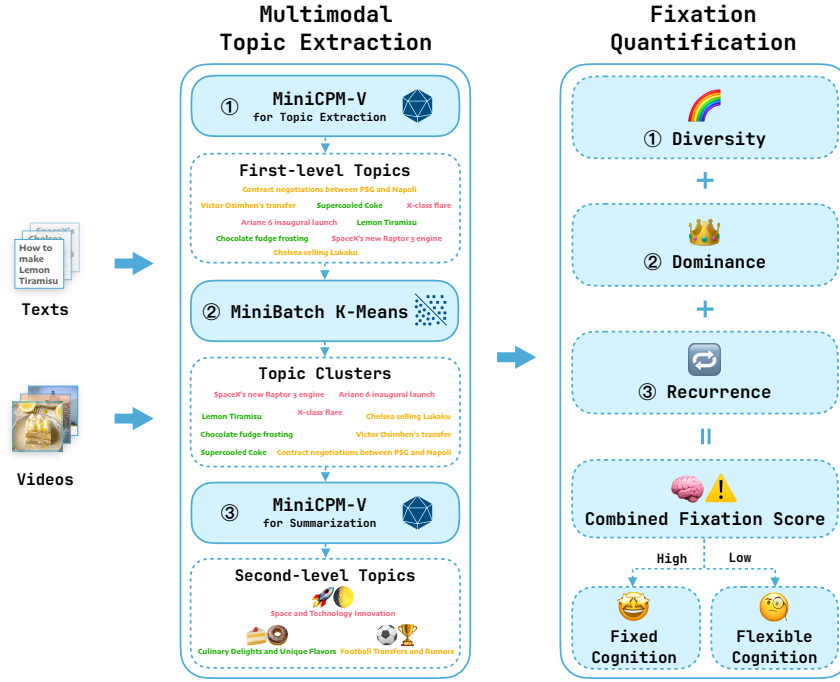 Multimodal
Topic Extraction
Fixation
Quantification
SpaceX's
Chelsea
How to
make
Lemon
Tiramisu
Texts
Videos
① MiniCPM-V
for Topic Extraction
First-level Topics
Contract negotiations between PSG and Napoli
Victor Osimhen's transfer Supercooled Coke X-class flare
Ariane 6 inaugural launch Lemon Tiramisu
Chocolate fudge frosting SpaceX's new Raptor 3 engine
Chelsea selling Lukaku
② MiniBatch K-Means
Topic Clusters
SpaceX's new Raptor 3 engine Ariane 6 inaugural launch
Lemon Tiramisu X-class flare Chelsea selling Lukaku
Chocolate fudge frosting Victor Osimhen's transfer
Supercooled Coke Contract negotiations between PSG and Napoli
③ MiniCPM-V
for Summarization
Second-level Topics
Space and Technology Innovation
Culinary Delights and Unique Flavors Football Transfers and Rumors
① Diversity
+
② Dominance
+
③ Recurrence
=
Combined Fixation Score
High Low
Fixed
Cognition
Flexible
Cognition